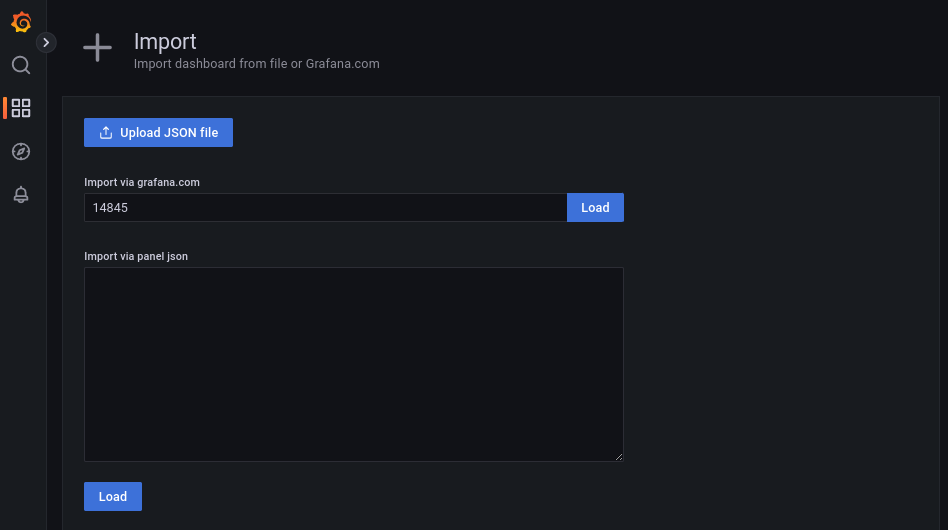 Import
Import dashboard from file or Grafana.com
Upload JSON file
Import via grafana.com
14845
Load
Import via panel json
Load